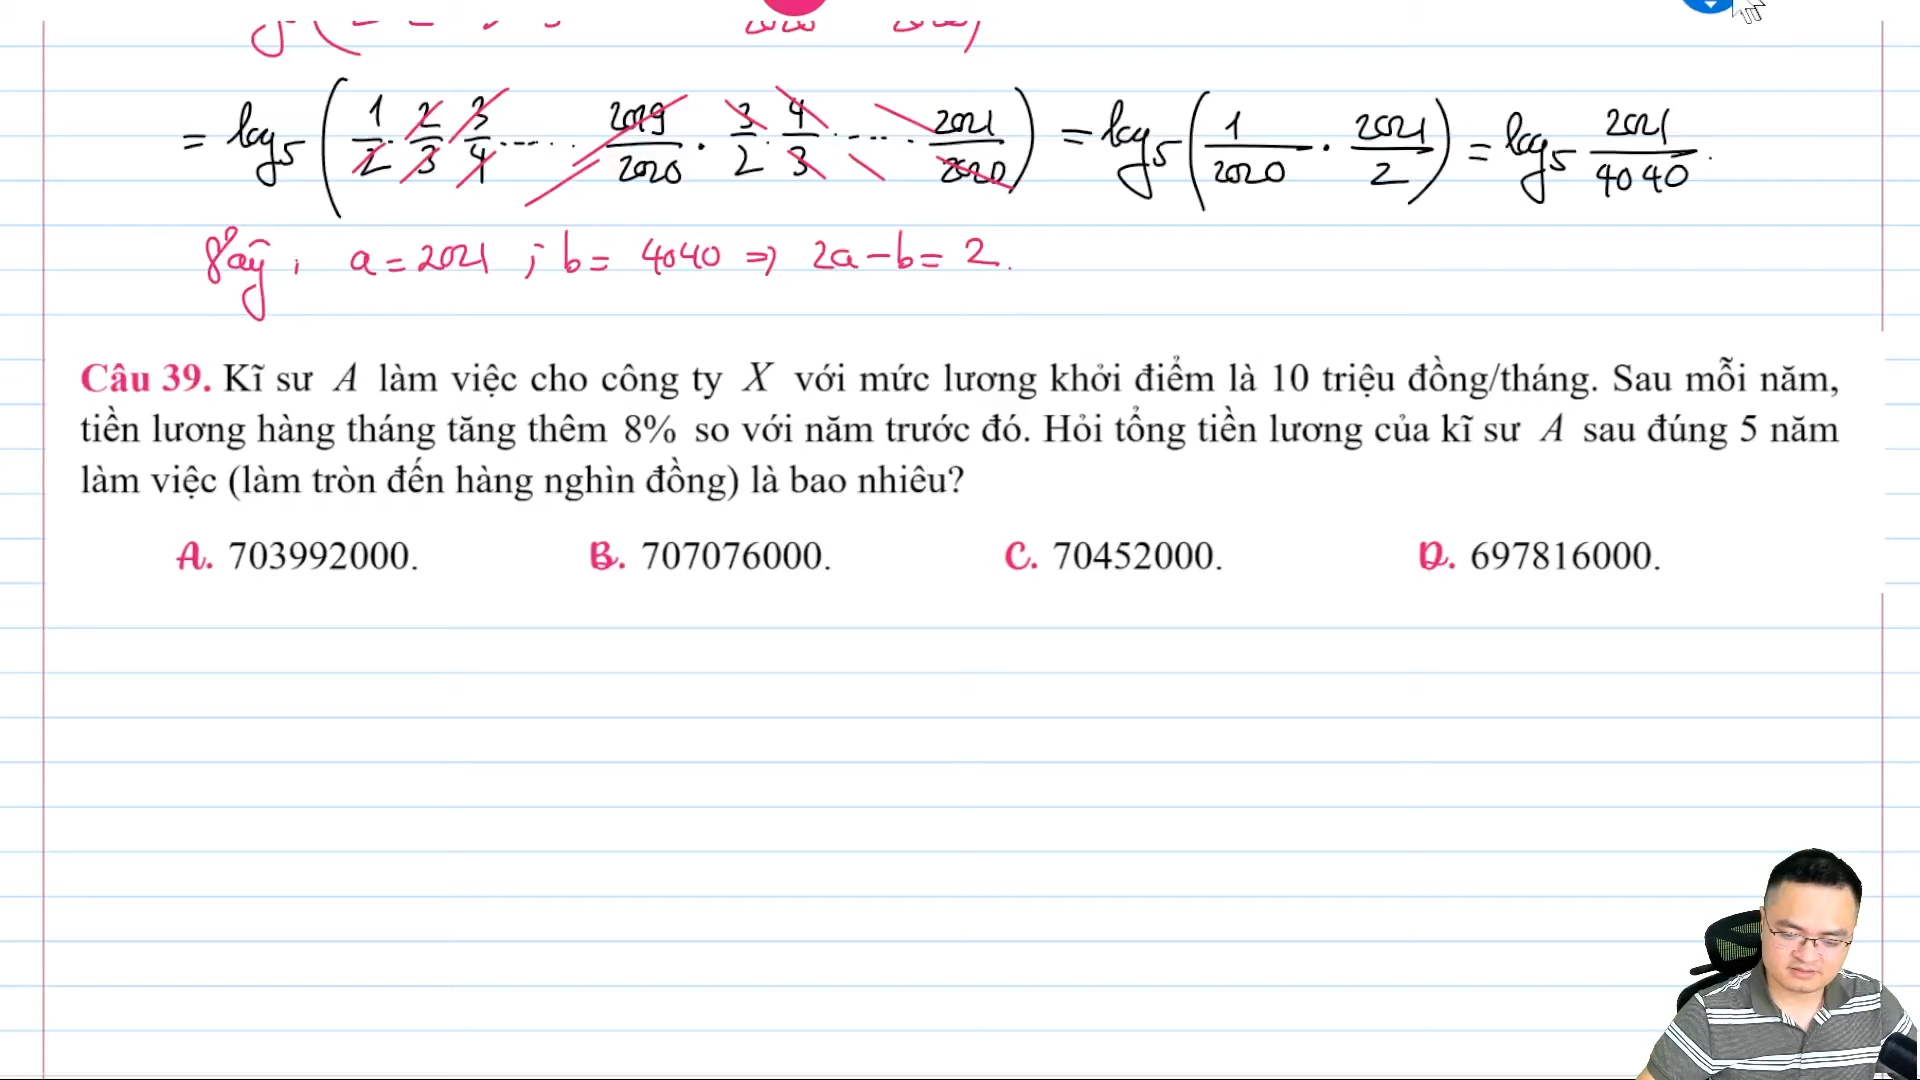 = log₅(1/2 · 2/3 · 3/4 ..... 2019/2020 · 3/2 · 4/3 ..... 2021/2020) = log₅(1/2020 · 2021/2) = log₅ 2021/4040.
Vậy, a = 2021 ; b = 4040 ⇒ 2a - b = 2.
Câu 39. Kĩ sư A làm việc cho công ty X với mức lương khởi điểm là 10 triệu đồng/tháng. Sau mỗi năm,
tiền lương hàng tháng tăng thêm 8% so với năm trước đó. Hỏi tổng tiền lương của kĩ sư A sau đúng 5 năm
làm việc (làm tròn đến hàng nghìn đồng) là bao nhiêu?
A. 703992000. B. 707076000. C. 70452000. D. 697816000.